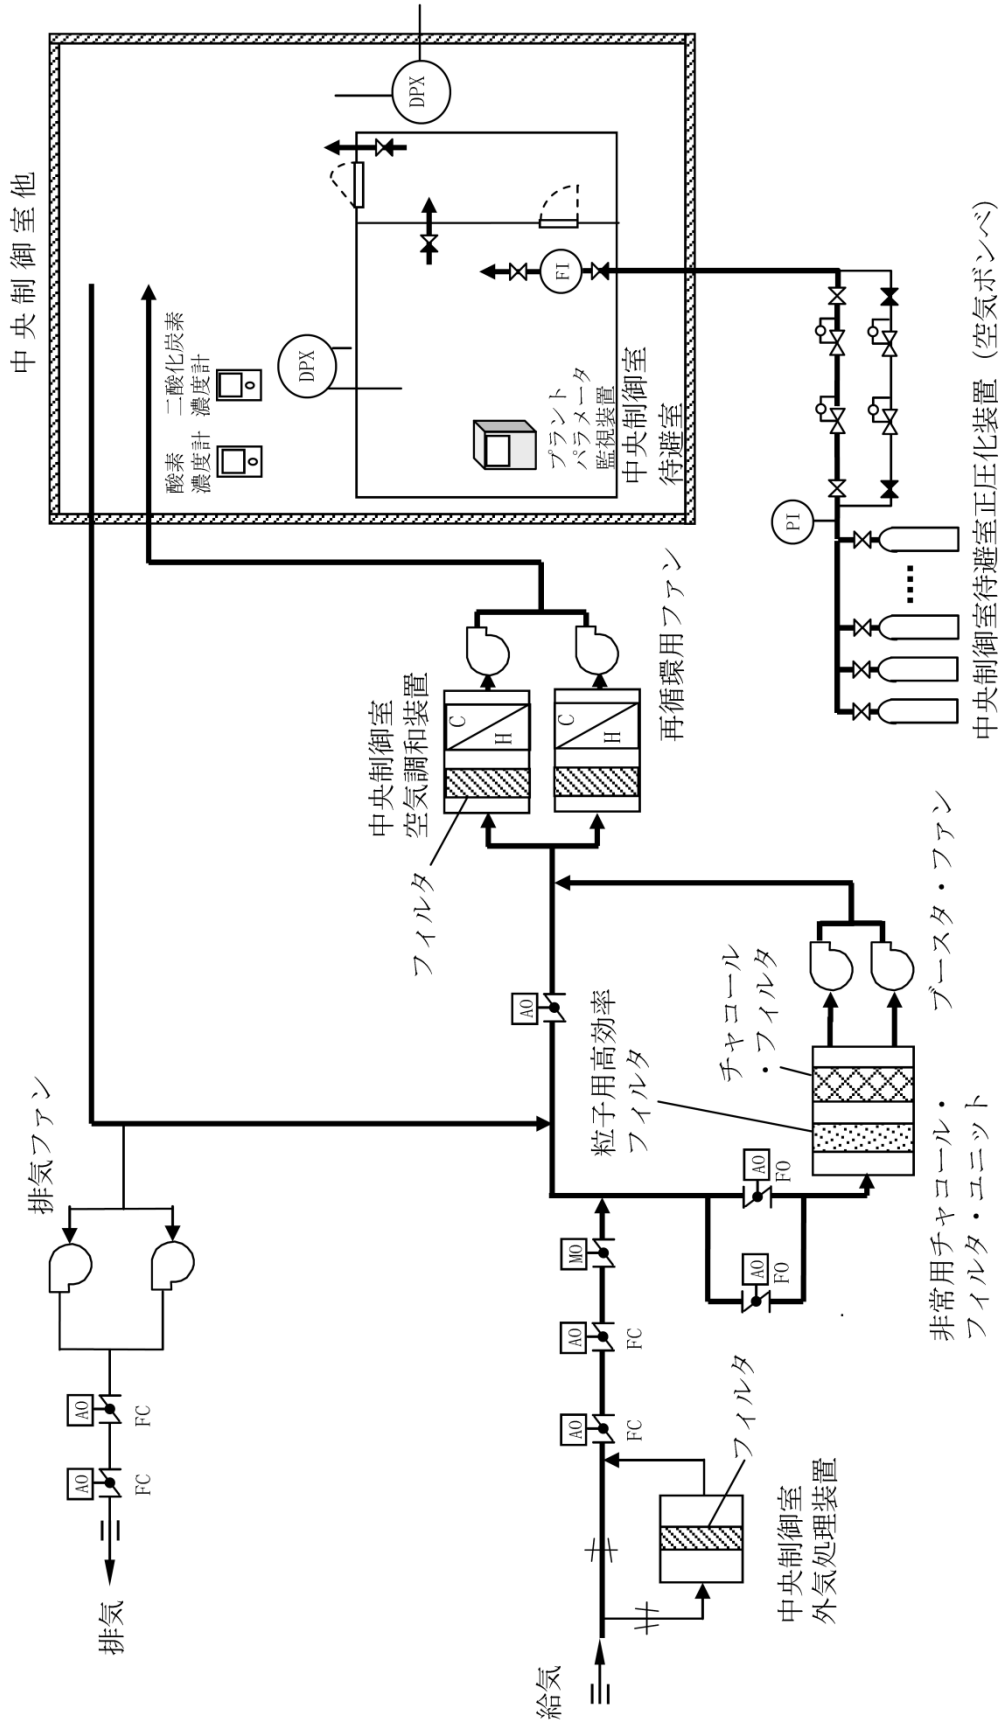 中央制御室他
酸素
濃度計
二酸化炭素
濃度計
DPX
DPX
FI
プラント
パラメータ
監視装置
中央制御室
待避室
排気ファン
AO
FC
AO
FC
排気
中央制御室
空気調和装置
フィルタ
C
H
C
H
再循環用ファン
PI
中央制御室待避室正圧化装置 (空気ボンベ)
AO
給気
AO
FC
AO
FC
MO
フィルタ
中央制御室
外気処理装置
AO
FO
AO
FO
粒子用高効率
フィルタ
チャコール
・フィルタ
ブースタ・ファン
非常用チャコール・
フィルタ・ユニット